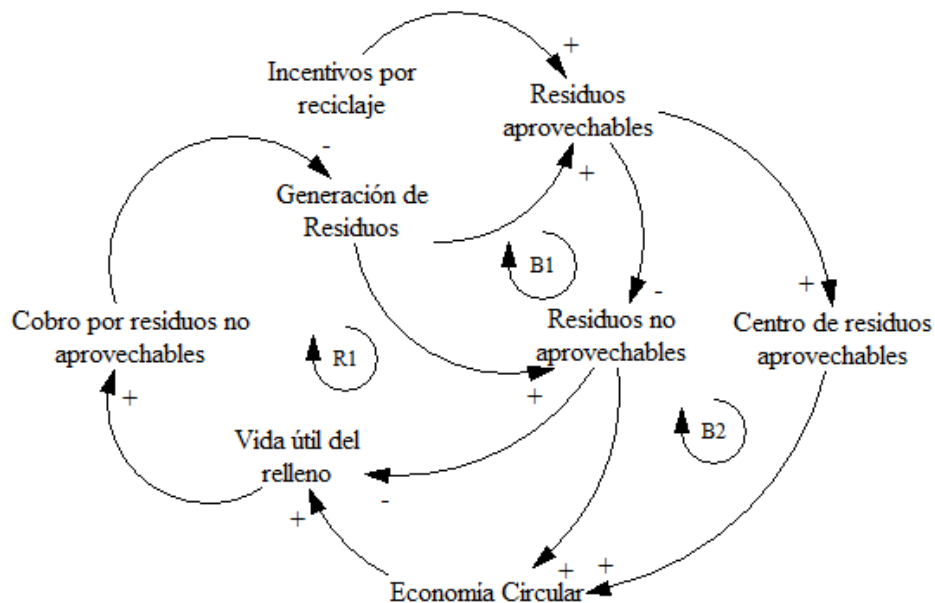 Incentivos por
reciclaje
+
Residuos
aprovechables
-
+
Generación de
Residuos
B1
-
+
Cobro por residuos no
aprovechables
Residuos no
aprovechables
Centro de residuos
aprovechables
R1
+
+
B2
Vida útil del
relleno
-
+
+
+
Economía Circular